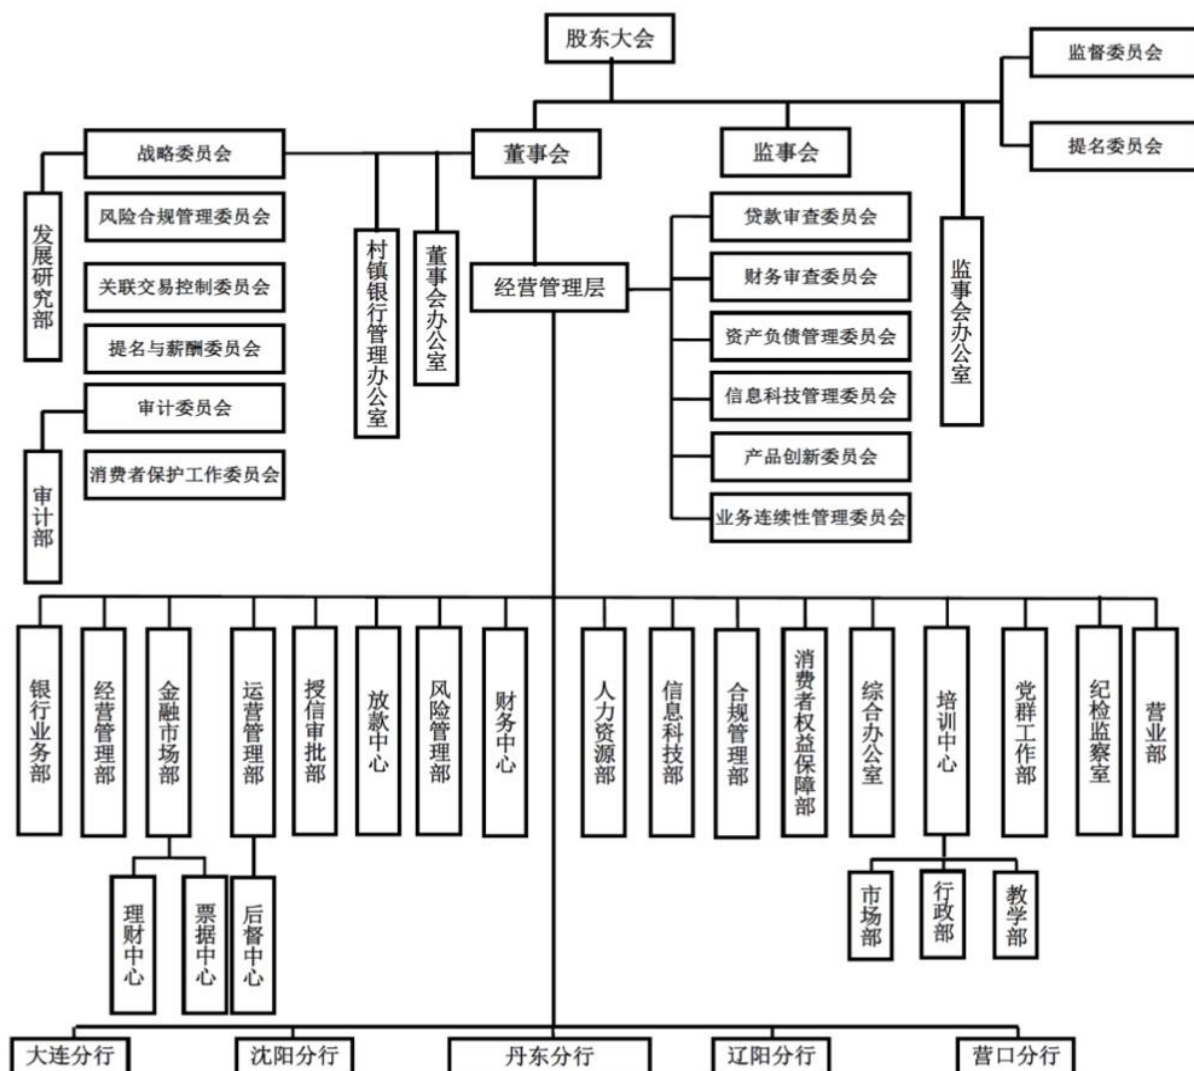 股东大会
监督委员会
提名委员会
战略委员会
董事会
监事会
风险合规管理委员会
关联交易控制委员会
提名与薪酬委员会
审计委员会
消费者保护工作委员会
发展研究部
审计部
村镇银行管理办公室
董事会办公室
经营管理层
贷款审查委员会
财务审查委员会
资产负债管理委员会
信息科技管理委员会
产品创新委员会
业务连续性管理委员会
监事会办公室
银行业务部
经营管理部
金融市场部
运营管理部
授信审批部
放款中心
风险管理部
财务中心
人力资源部
信息科技部
合规管理部
消费者权益保障部
综合办公室
培训中心
党群工作部
纪检监察室
营业部
理财中心
票据中心
后督中心
市场部
行政部
教学部
大连分行
沈阳分行
丹东分行
辽阳分行
营口分行